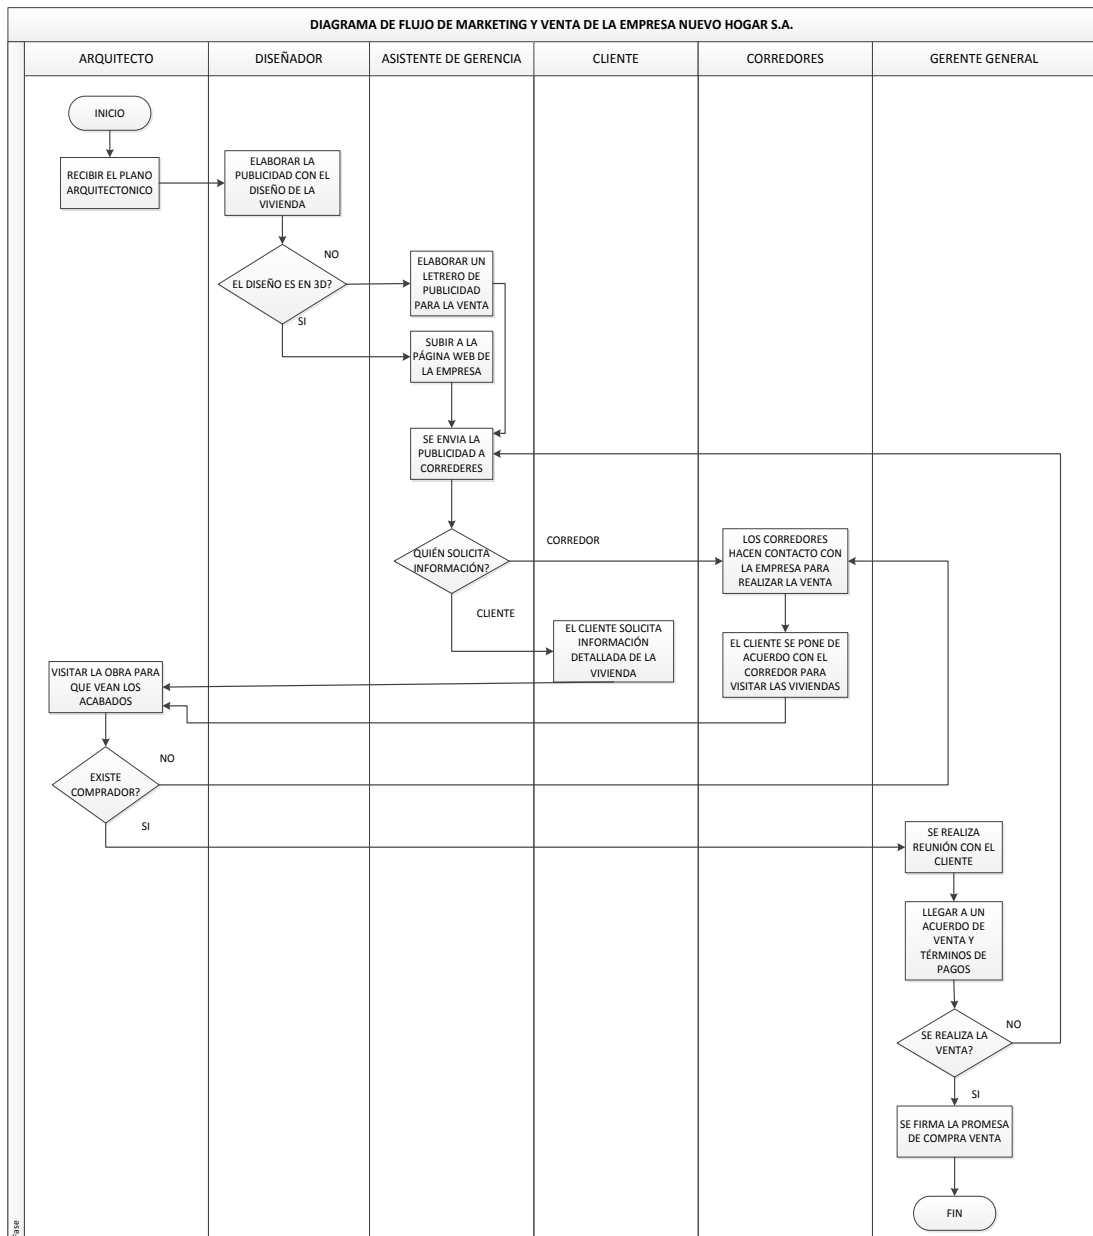 DIAGRAMA DE FLUJO DE MARKETING Y VENTA DE LA EMPRESA NUEVO HOGAR S.A.
ARQUITECTO
DISEÑADOR
ASISTENTE DE GERENCIA
CLIENTE
CORREDORES
GERENTE GENERAL
INICIO
RECIBIR EL PLANO
ARQUITECTONICO
ELABORAR LA
PUBLICIDAD CON EL
DISEÑO DE LA
VIVIENDA
EL DISEÑO ES EN 3D?
NO
SI
ELABORAR UN
LETRERO DE
PUBLICIDAD
PARA LA VENTA
SUBIR A LA
PÁGINA WEB DE
LA EMPRESA
SE ENVIA LA
PUBLICIDAD A
CORREDERES
QUIÉN SOLICITA
INFORMACIÓN?
CORREDOR
CLIENTE
LOS CORREDORES
HACEN CONTACTO CON
LA EMPRESA PARA
REALIZAR LA VENTA
EL CLIENTE SOLICITA
INFORMACIÓN
DETALLADA DE LA
VIVIENDA
EL CLIENTE SE PONE DE
ACUERDO CON EL
CORREDOR PARA
VISITAR LAS VIVIENDAS
VISITAR LA OBRA PARA
QUE VEAN LOS
ACABADOS
EXISTE
COMPRADOR?
NO
SI
SE REALIZA
REUNIÓN CON EL
CLIENTE
LLEGAR A UN
ACUERDO DE
VENTA Y
TÉRMINOS DE
PAGOS
SE REALIZA LA
VENTA?
NO
SI
SE FIRMA LA PROMESA
DE COMPRA VENTA
FIN
Fase